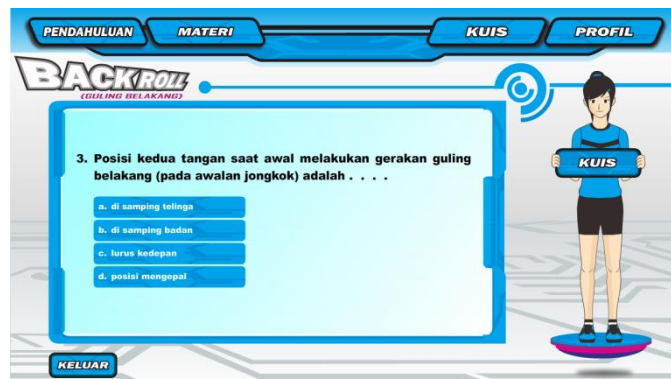 PENDAHULUAN
MATERI
KUIS
PROFIL
BACK ROLL
(GULING BELAKANG)
3. Posisi kedua tangan saat awal melakukan gerakan guling
belakang (pada awalan jongkok) adalah . . . .
a. di samping telinga
b. di samping badan
c. lurus kedepan
d. posisi mengepal
KUIS
KELUAR